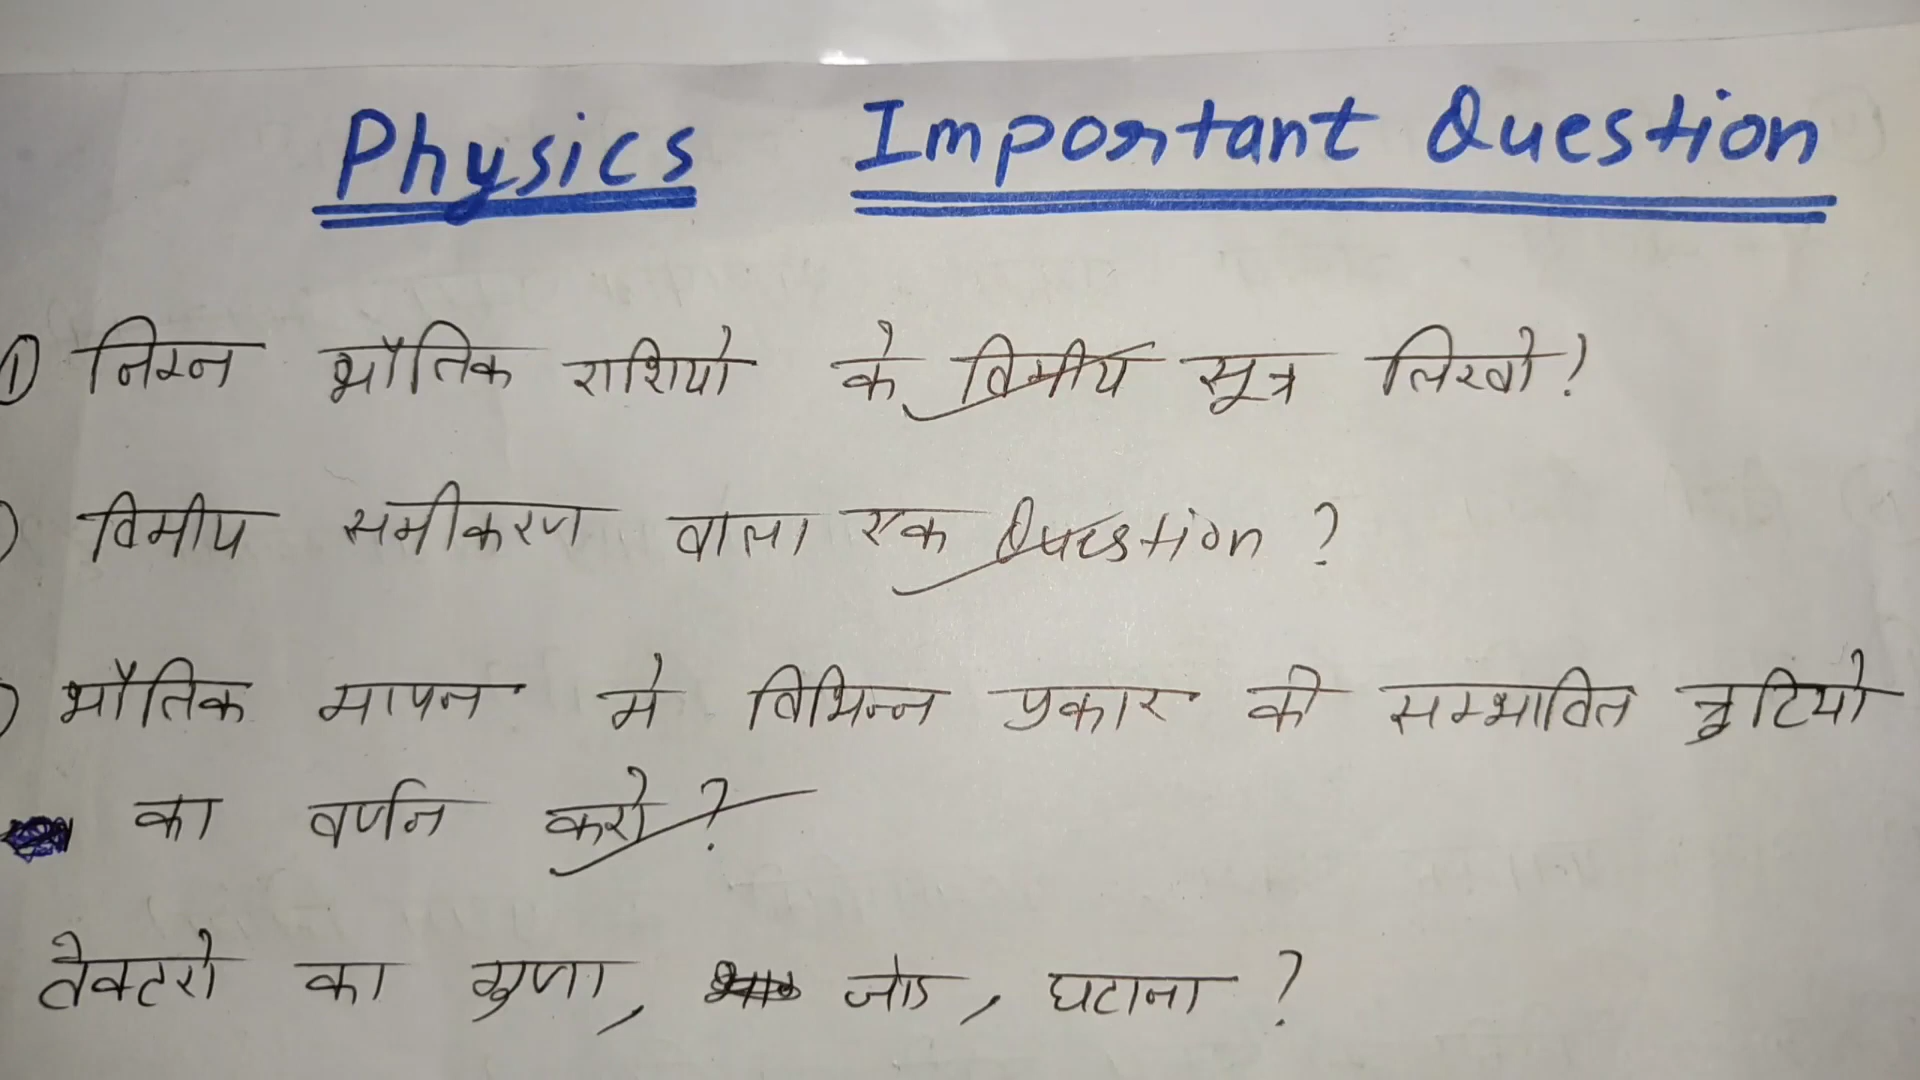 Physics Important Question
① निम्न भौतिक राशियो के विमीय सूत्र लिखो?
) विमीय समीकरण वाला एक Question ?
) भौतिक मापन मे विभिन्न प्रकार की सम्भावित त्रुटियो
का वर्णन करो ?
वेक्टरो का गुणा, जोड, घटाना ?